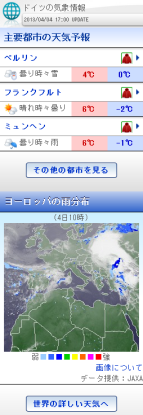 ドイツの気象情報
2010/04/04 17:00 UPDATE
主要都市の天気予報
ベルリン
曇り時々雪 4℃ 0℃
フランクフルト
晴れ時々曇り 6℃ -2℃
ミュンヘン
曇り時々雨 6℃ -1℃
その他の都市を見る
ヨーロッパの雨分布
(4日10時)
弱 強
画像について
データ提供：JAXA
世界の詳しい天気へ